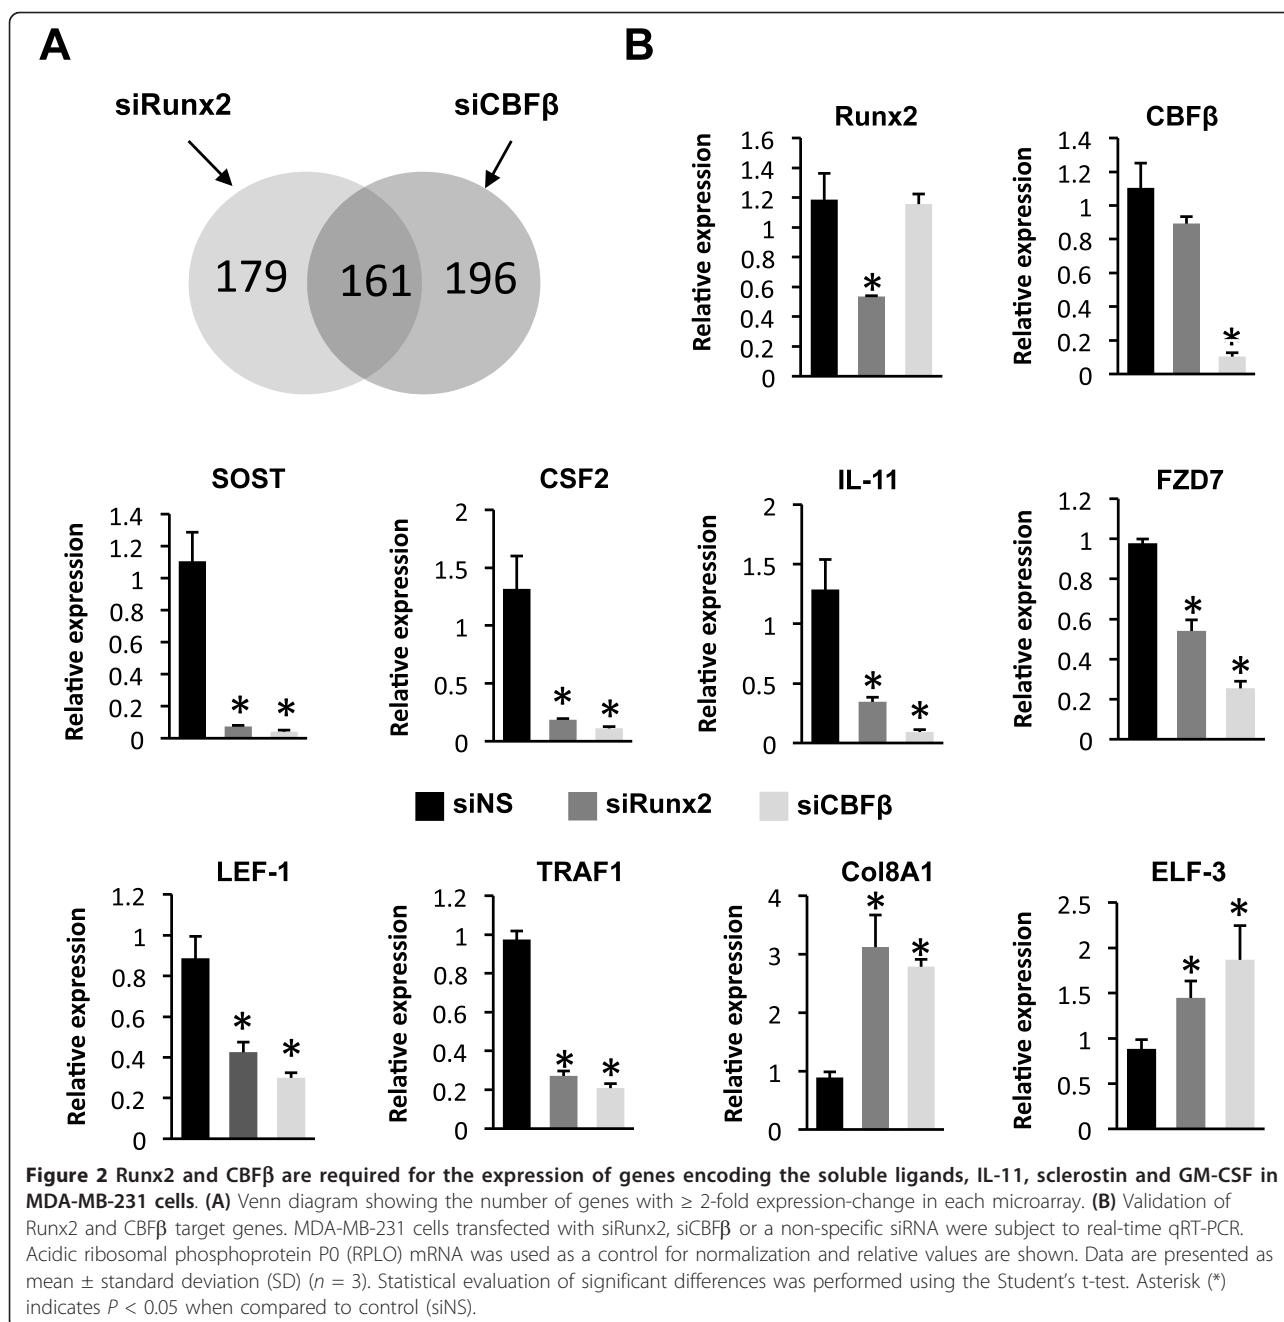 A
B
siRunx2
siCBFβ
179
161
196
Runx2
Relative expression
1.6
1.4
1.2
1
0.8
0.6
0.4
0.2
0
*
CBFβ
Relative expression
1.4
1.2
1
0.8
0.6
0.4
0.2
0
*
SOST
Relative expression
1.4
1.2
1
0.8
0.6
0.4
0.2
0
* *
CSF2
Relative expression
2
1.5
1
0.5
0
* *
IL-11
Relative expression
2
1.5
1
0.5
0
* *
FZD7
Relative expression
1.2
1
0.8
0.6
0.4
0.2
0
* *
siNS siRunx2 siCBFβ
LEF-1
Relative expression
1.2
1
0.8
0.6
0.4
0.2
0
* *
TRAF1
Relative expression
1.2
1
0.8
0.6
0.4
0.2
0
* *
Col8A1
Relative expression
4
3
2
1
0
* *
ELF-3
Relative expression
2.5
2
1.5
1
0.5
0
* *
Figure 2 Runx2 and CBFβ are required for the expression of genes encoding the soluble ligands, IL-11, sclerostin and GM-CSF in
MDA-MB-231 cells. (A) Venn diagram showing the number of genes with ≥ 2-fold expression-change in each microarray. (B) Validation of
Runx2 and CBFβ target genes. MDA-MB-231 cells transfected with siRunx2, siCBFβ or a non-specific siRNA were subject to real-time qRT-PCR.
Acidic ribosomal phosphoprotein P0 (RPLO) mRNA was used as a control for normalization and relative values are shown. Data are presented as
mean ± standard deviation (SD) (n = 3). Statistical evaluation of significant differences was performed using the Student's t-test. Asterisk (*)
indicates P < 0.05 when compared to control (siNS).